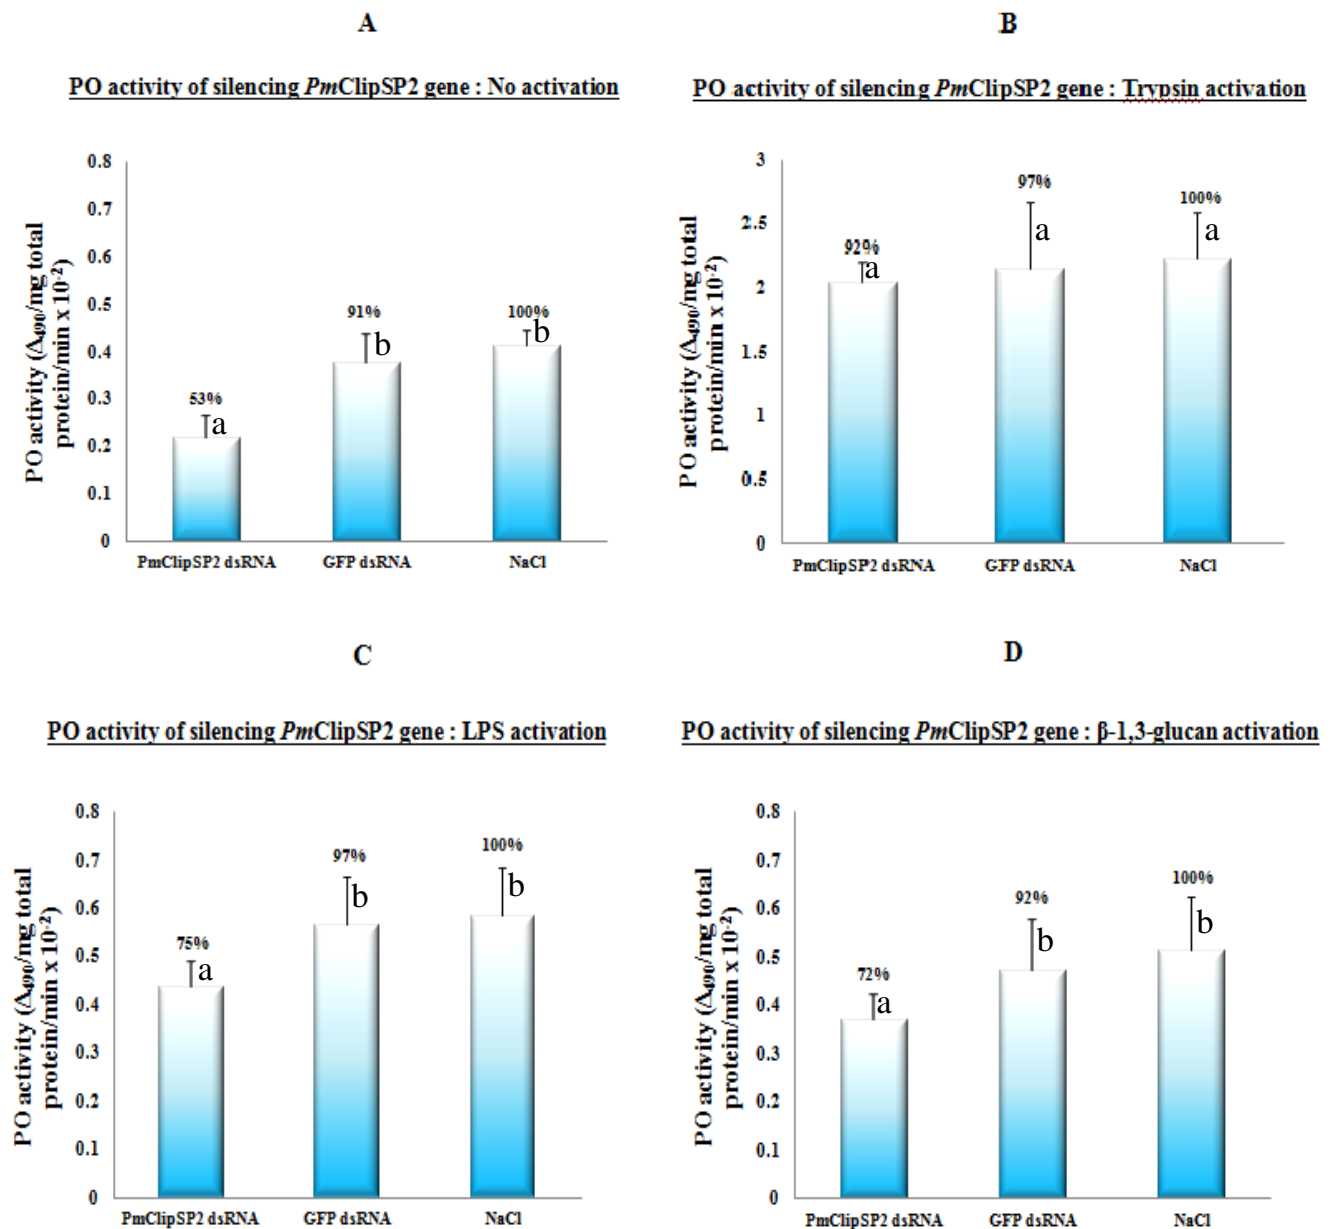 A
PO activity of silencing PmClipSP2 gene : No activation
PO activity (Δ490/mg total
protein/min x 10-2)
0.8
0.7
0.6
0.5
0.4
0.3
0.2
0.1
0
53%
a
91%
b
100%
b
PmClipSP2 dsRNA
GFP dsRNA
NaCl
B
PO activity of silencing PmClipSP2 gene : Trypsin activation
PO activity (Δ490/mg total
protein/min x 10-2)
3
2.5
2
1.5
1
0.5
0
92%
a
97%
a
100%
a
PmClipSP2 dsRNA
GFP dsRNA
NaCl
C
PO activity of silencing PmClipSP2 gene : LPS activation
PO activity (Δ490/mg total
protein/min x 10-2)
0.8
0.7
0.6
0.5
0.4
0.3
0.2
0.1
0
75%
a
97%
b
100%
b
PmClipSP2 dsRNA
GFP dsRNA
NaCl
D
PO activity of silencing PmClipSP2 gene : β-1,3-glucan activation
PO activity (Δ490/mg total
protein/min x 10-2)
0.8
0.7
0.6
0.5
0.4
0.3
0.2
0.1
0
72%
a
92%
b
100%
b
PmClipSP2 dsRNA
GFP dsRNA
NaCl